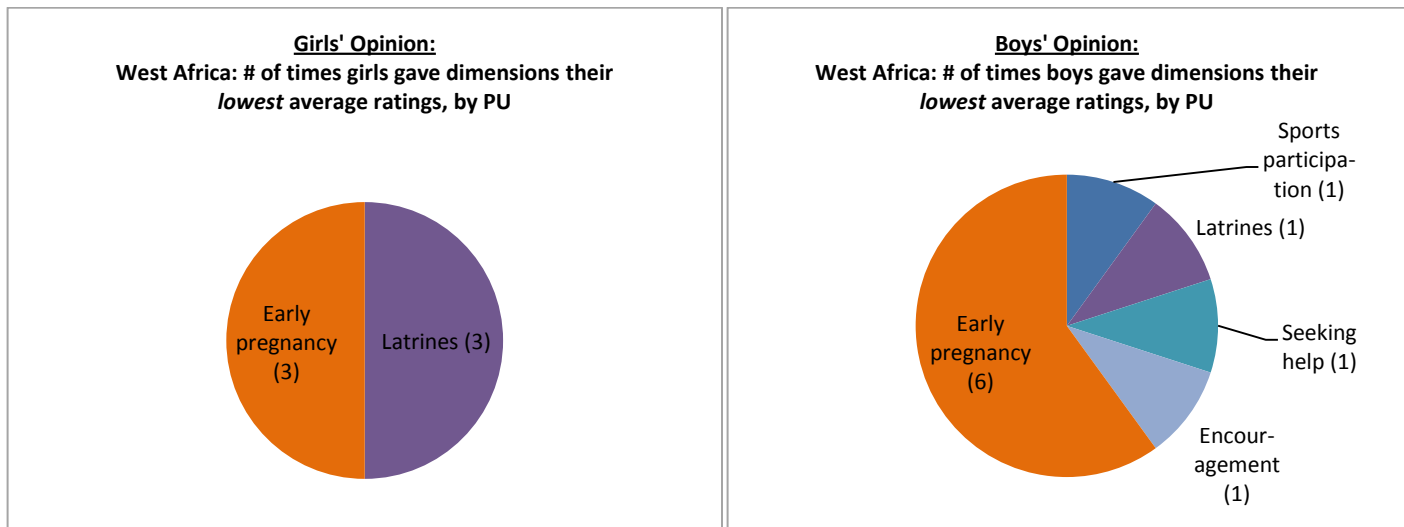 Girls' Opinion:
West Africa: # of times girls gave dimensions their
lowest average ratings, by PU
Early
pregnancy
(3)
Latrines (3)
Boys' Opinion:
West Africa: # of times boys gave dimensions their
lowest average ratings, by PU
Sports
participa-
tion (1)
Latrines (1)
Early
pregnancy
(6)
Seeking
help (1)
Encour-
agement
(1)